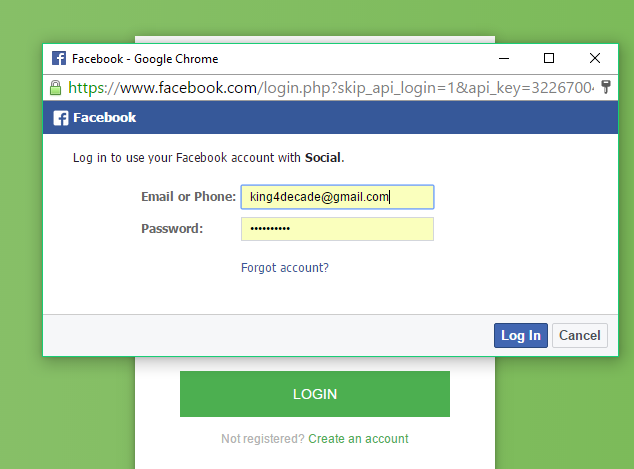 Facebook - Google Chrome
https://www.facebook.com/login.php?skip_api_login=1&api_key=32267004
Facebook
Log in to use your Facebook account with Social.
Email or Phone: king4decade@gmail.com
Password: ••••••••••
Forgot account?
Log In Cancel
LOGIN
Not registered? Create an account